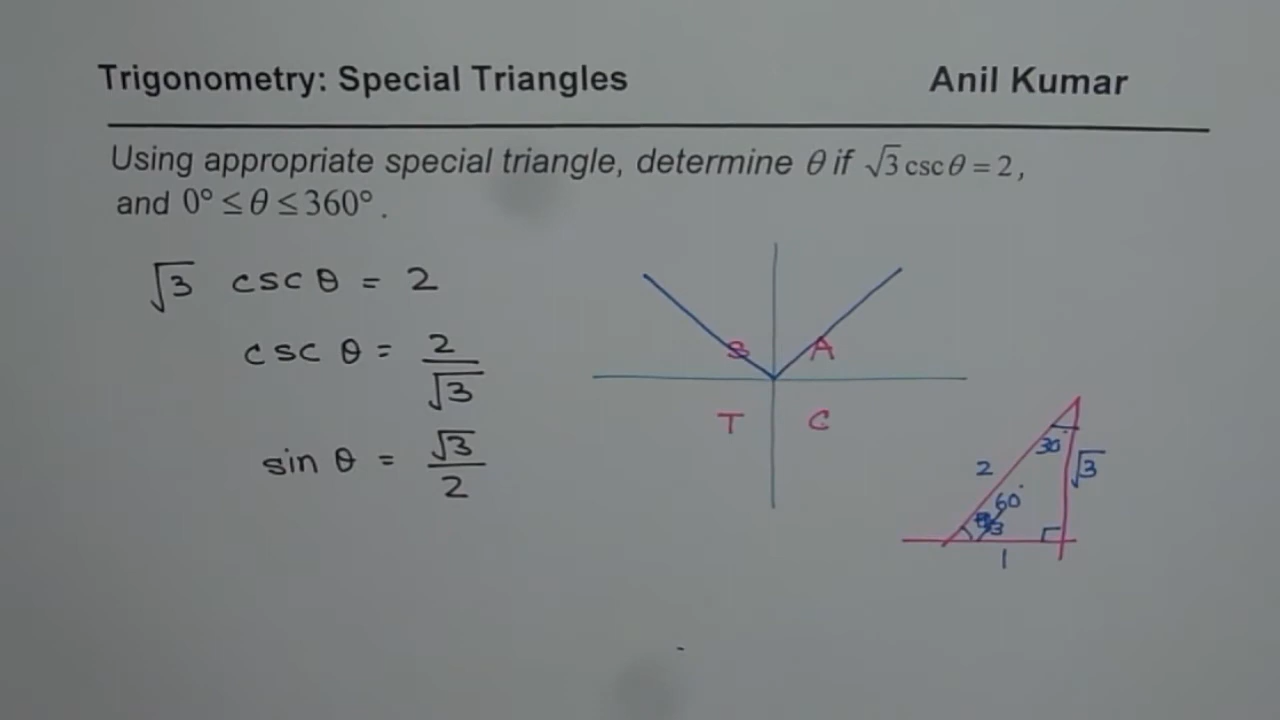 Trigonometry: Special Triangles Anil Kumar
Using appropriate special triangle, determine θ if √3 cscθ = 2,
and 0° ≤ θ ≤ 360°.
√3 csc θ = 2
csc θ = 2/√3
sin θ = √3/2
S A
T C
30°
2 √3
60°
1